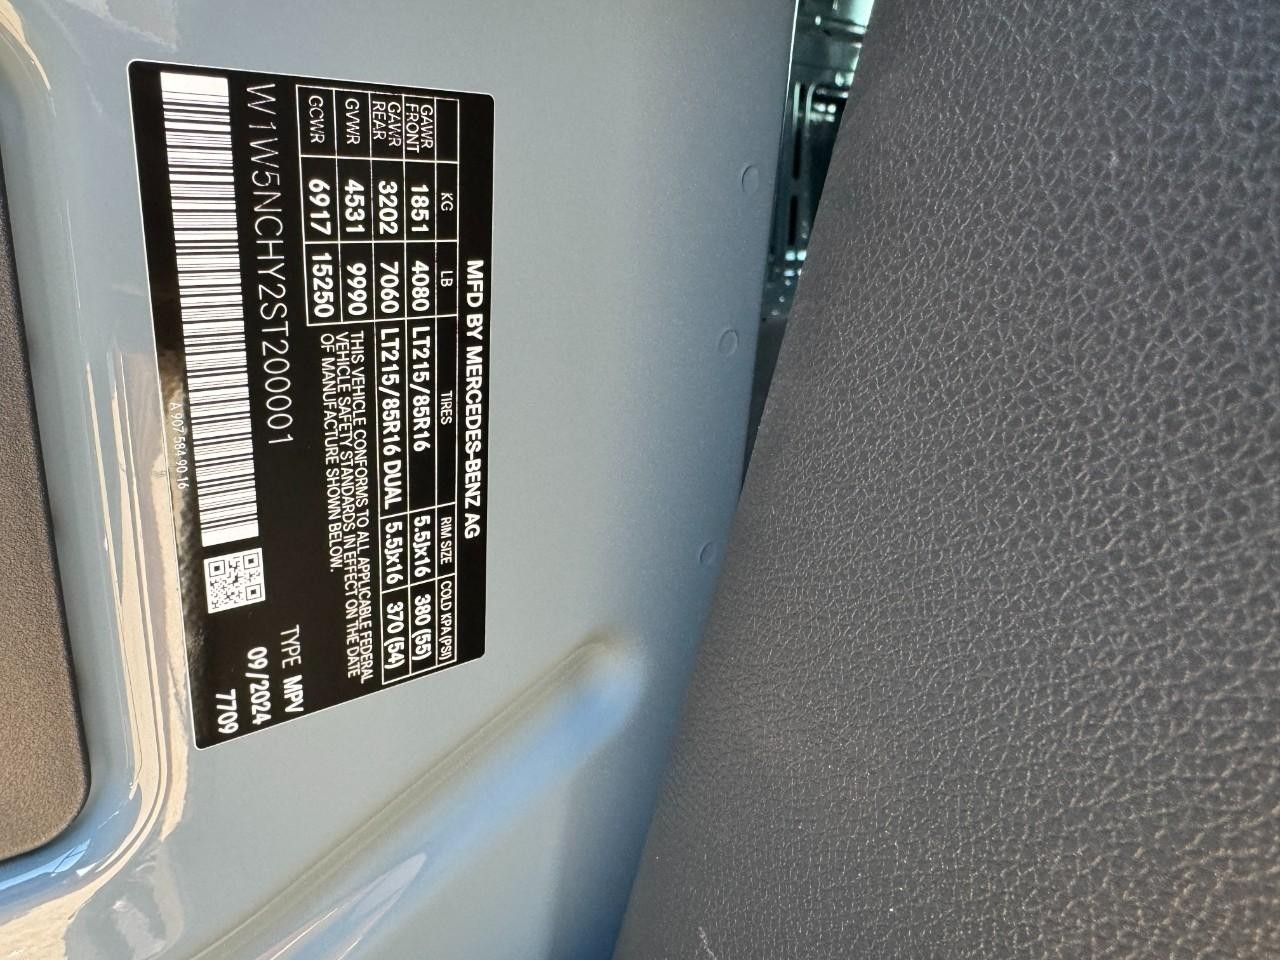 MFD BY MERCEDES-BENZ AG
KG LB TIRES RIM SIZE COLD KPA (PSI)
GAWR FRONT 1851 4080 LT215/85R16 5.5Jx16 380 (55)
GAWR REAR 3202 7060 LT215/85R16 DUAL 5.5Jx16 370 (54)
GVWR 4531 9990
GCWR 6917 15250
THIS VEHICLE CONFORMS TO ALL APPLICABLE FEDERAL
VEHICLE SAFETY STANDARDS IN EFFECT ON THE DATE
OF MANUFACTURE SHOWN BELOW.
W1W5NCHY2ST200001
TYPE MPV
09/2024
7709
A 907 584 90 16